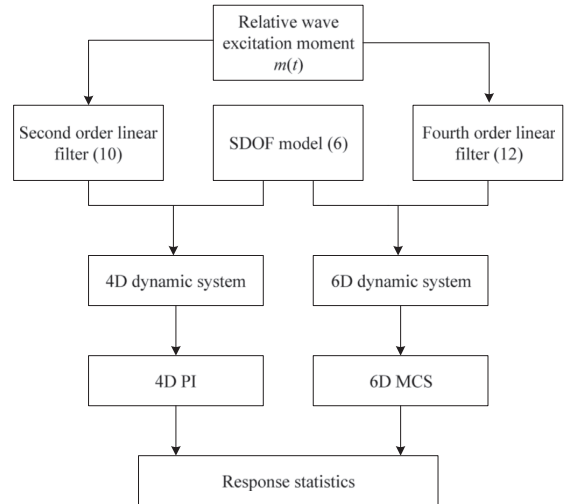 Relative wave
excitation moment
m(t)
Second order linear
filter (10)
SDOF model (6)
Fourth order linear
filter (12)
4D dynamic system
6D dynamic system
4D PI
6D MCS
Response statistics